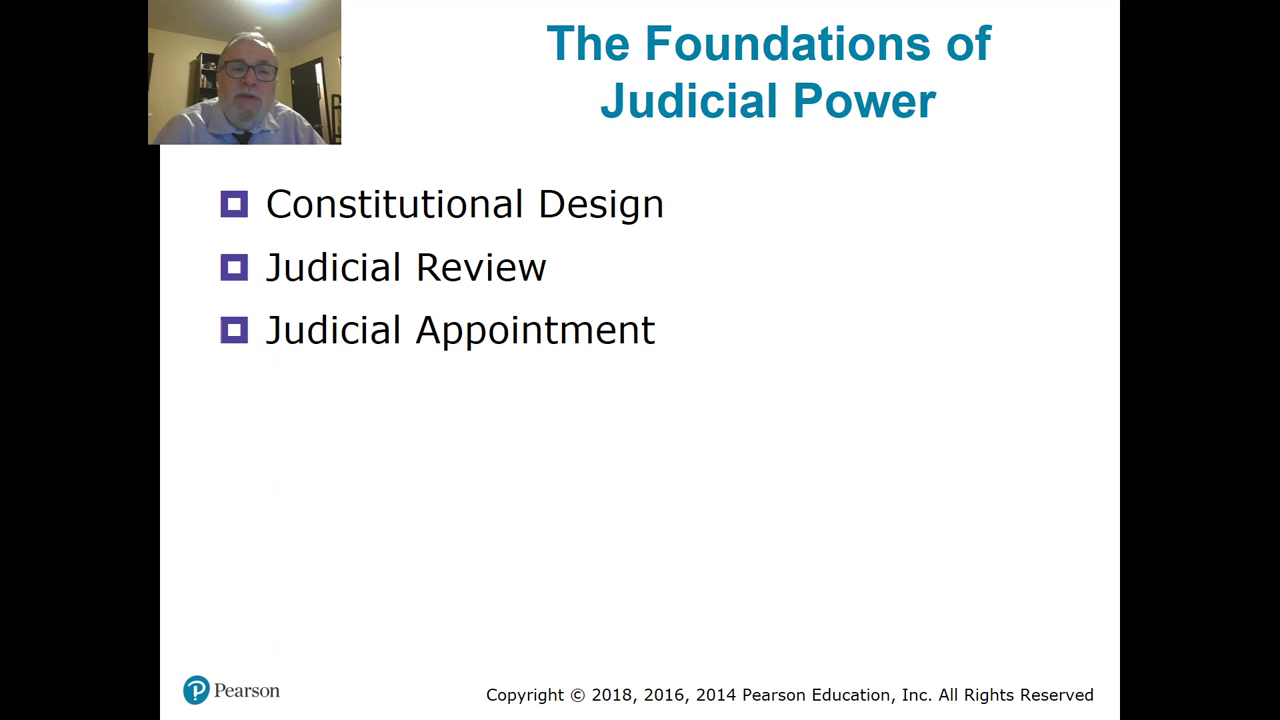 The Foundations of
Judicial Power
Constitutional Design
Judicial Review
Judicial Appointment
Pearson
Copyright © 2018, 2016, 2014 Pearson Education, Inc. All Rights Reserved